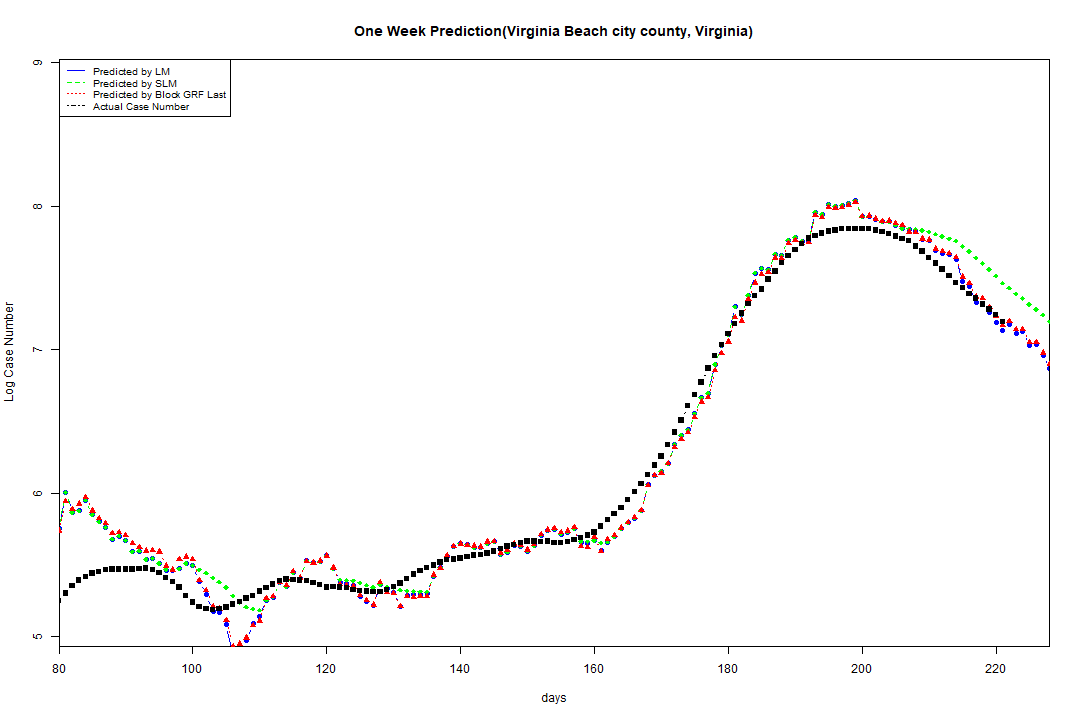 One Week Prediction(Virginia Beach city county, Virginia)
Predicted by LM
Predicted by SLM
Predicted by Block GRF Last
Actual Case Number
Log Case Number
9
8
7
6
5
80 100 120 140 160 180 200 220
days